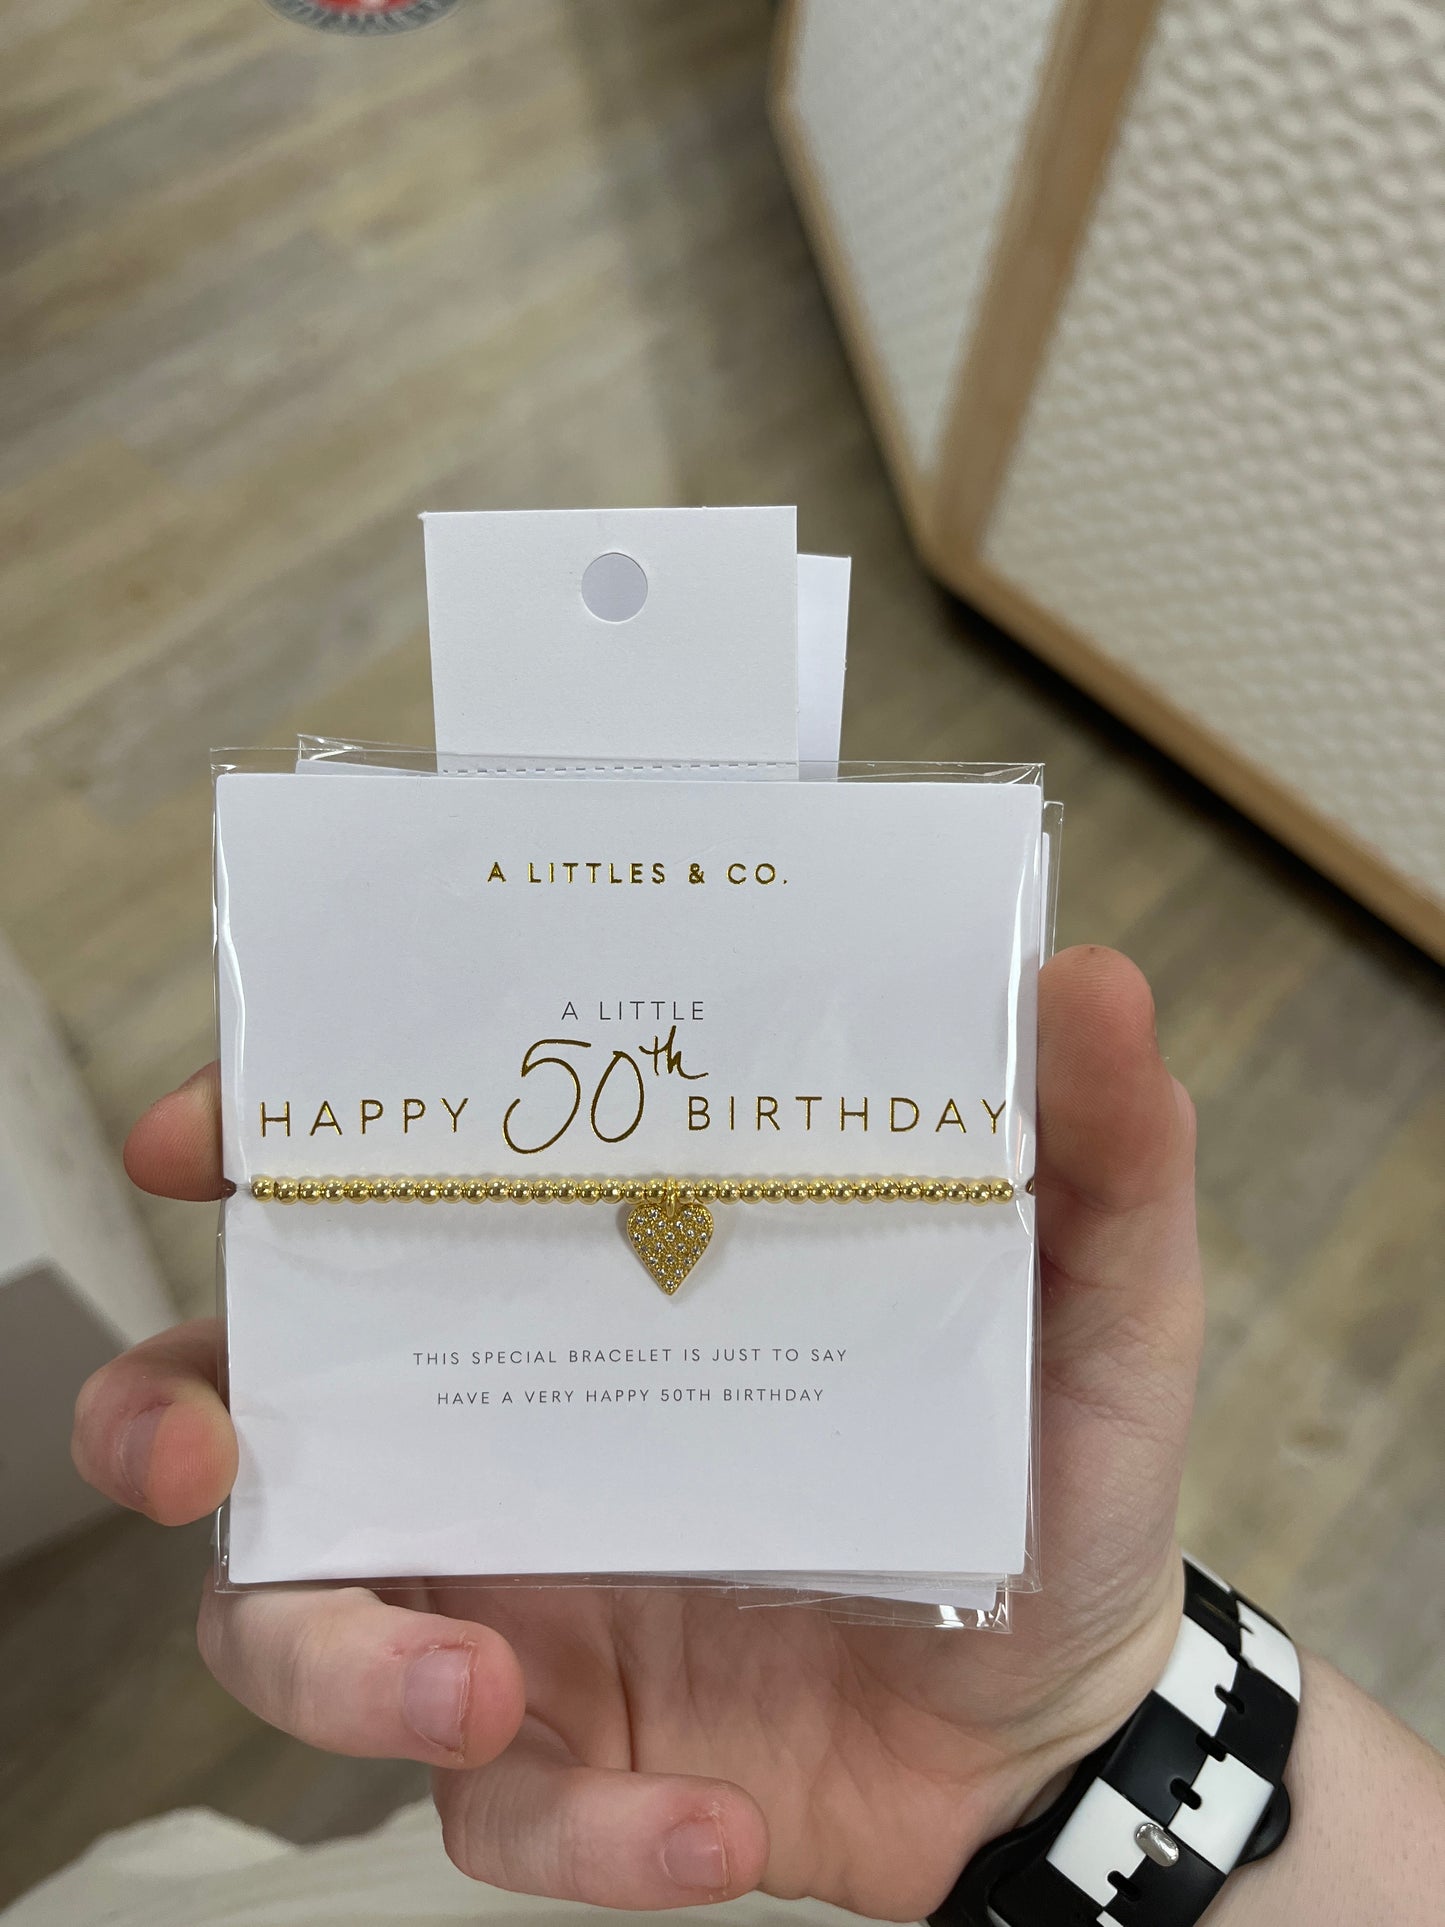 A LITTLES & CO.
A LITTLE
HAPPY 50th BIRTHDAY
THIS SPECIAL BRACELET IS JUST TO SAY
HAVE A VERY HAPPY 50TH BIRTHDAY